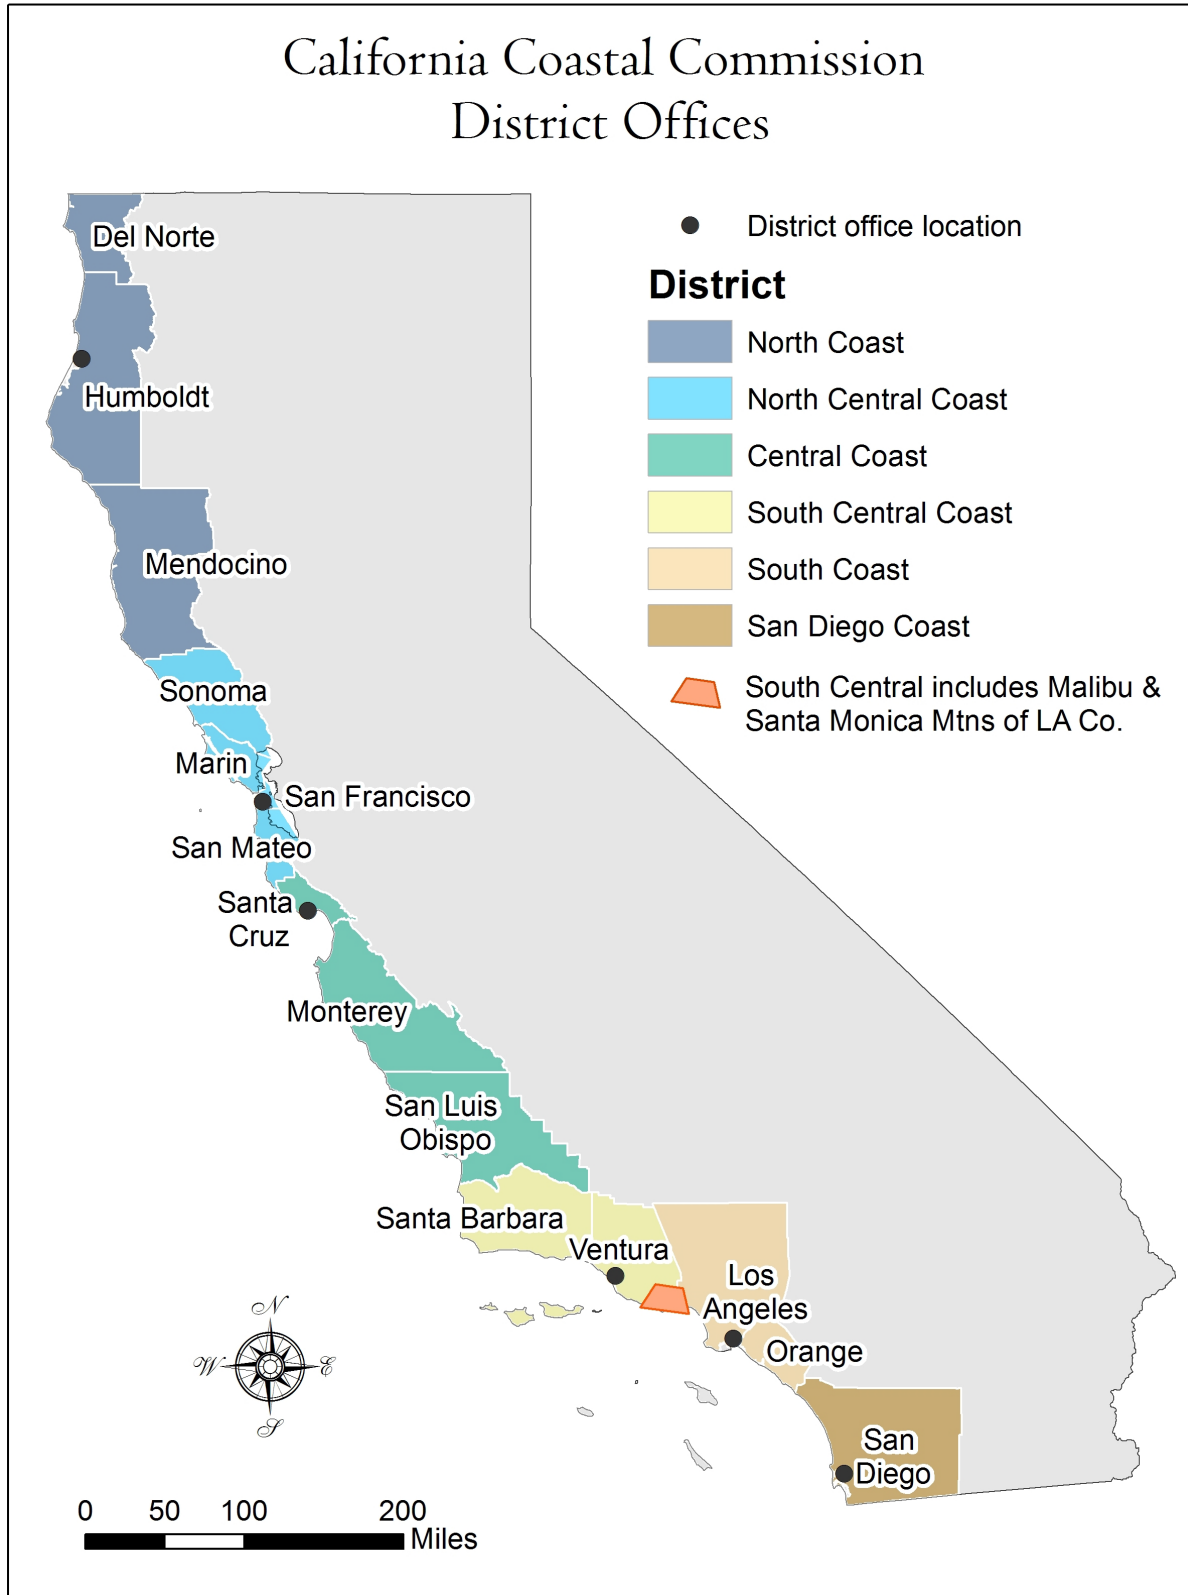 California Coastal Commission
District Offices
District office location
District
North Coast
North Central Coast
Central Coast
South Central Coast
South Coast
San Diego Coast
South Central includes Malibu &
Santa Monica Mtns of LA Co.
Del Norte
Humboldt
Mendocino
Sonoma
Marin
San Francisco
San Mateo
Santa
Cruz
Monterey
San Luis
Obispo
Santa Barbara
Ventura
Los
Angeles
Orange
San
Diego
N
W E
S
0 50 100 200
Miles